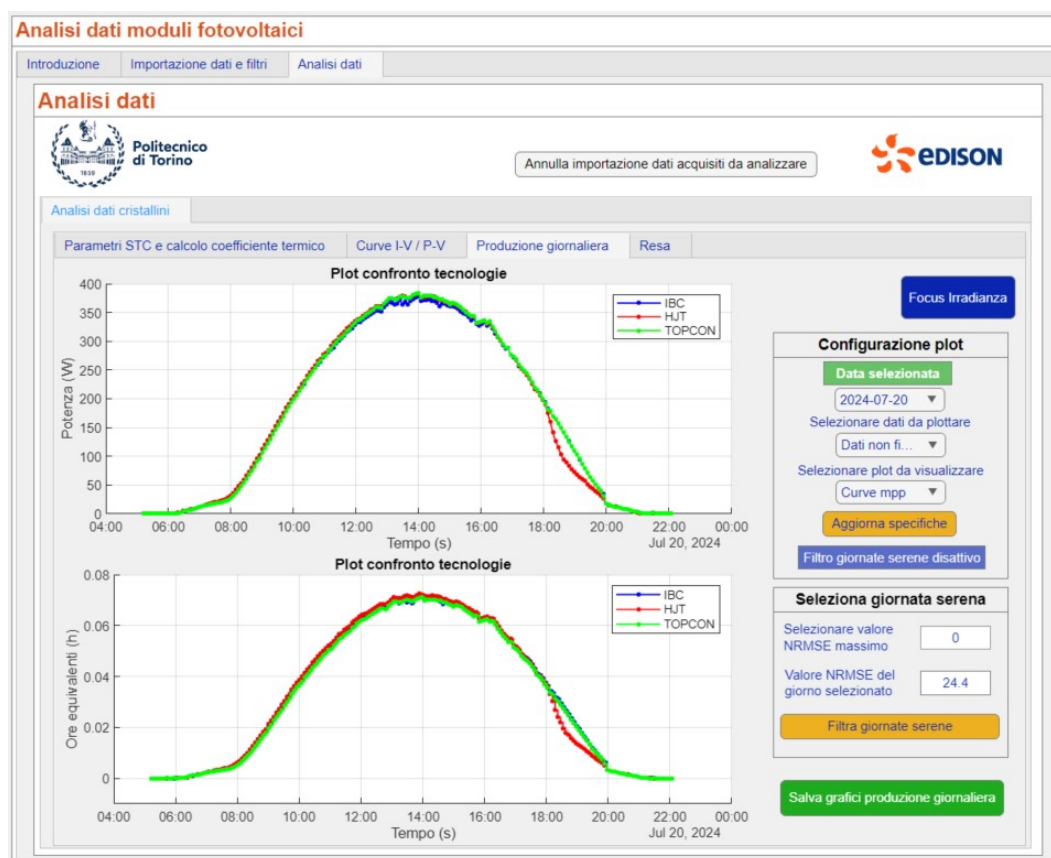 Analisi dati moduli fotovoltaici
Introduzione
Importazione dati e filtri
Analisi dati
Analisi dati
1859
Politecnico
di Torino
Annulla importazione dati acquisiti da analizzare
EDISON
Analisi dati cristallini
Parametri STC e calcolo coefficiente termico
Curve I-V / P-V
Produzione giornaliera
Resa
Plot confronto tecnologie
400
350
300
250
200
150
100
50
0
Potenza (W)
IBC
HJT
TOPCON
04:00 06:00 08:00 10:00 12:00 14:00 16:00 18:00 20:00 22:00 00:00
Tempo (s)
Jul 20, 2024
Plot confronto tecnologie
0.08
0.06
0.04
0.02
0
Ore equivalenti (h)
IBC
HJT
TOPCON
04:00 06:00 08:00 10:00 12:00 14:00 16:00 18:00 20:00 22:00 00:00
Tempo (s)
Jul 20, 2024
Focus Irradianza
Configurazione plot
Data selezionata
2024-07-20
Selezionare dati da plottare
Dati non fi...
Selezionare plot da visualizzare
Curve mpp
Aggiorna specifiche
Filtro giornate serene disattivo
Seleziona giornata serena
Selezionare valore
NRMSE massimo
0
Valore NRMSE del
giorno selezionato
24.4
Filtra giornate serene
Salva grafici produzione giornaliera